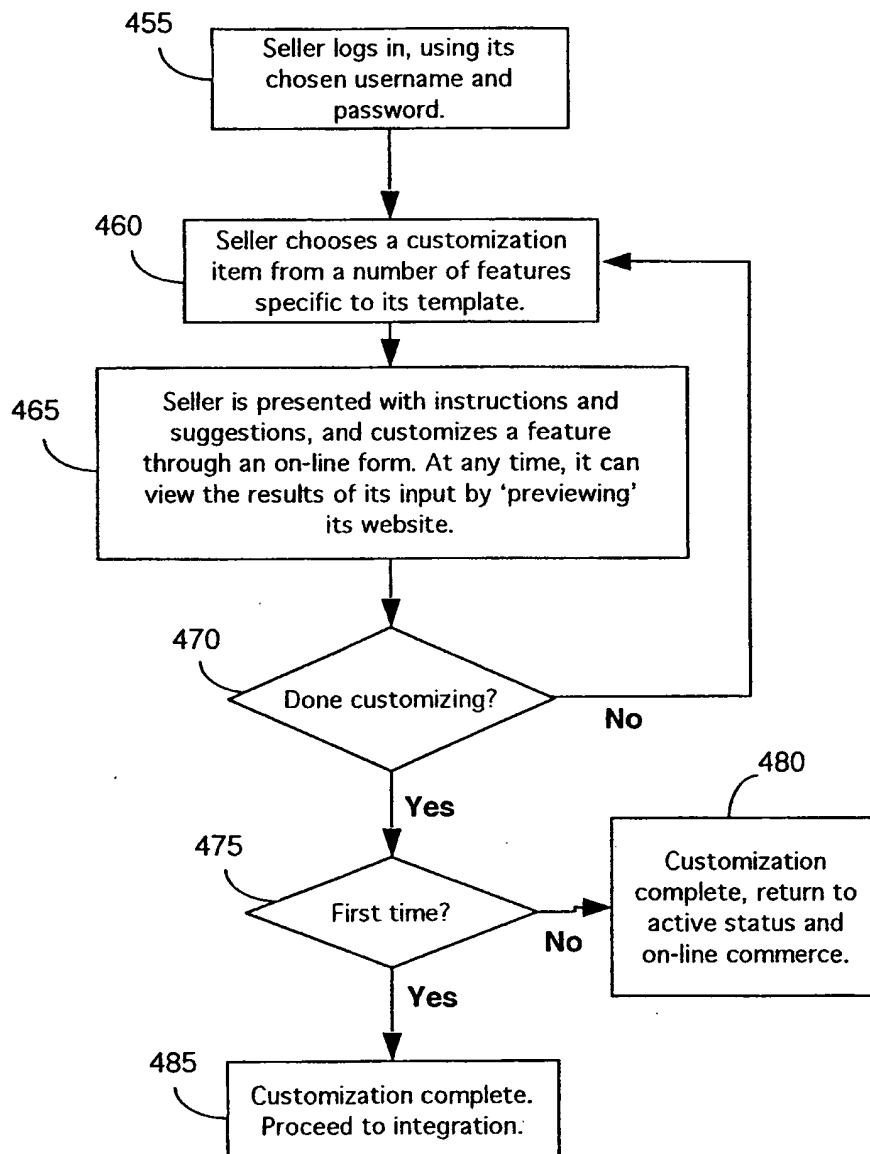 455
Seller logs in, using its
chosen username and
password.
460
Seller chooses a customization
item from a number of features
specific to its template.
465
Seller is presented with instructions and
suggestions, and customizes a feature
through an on-line form. At any time, it can
view the results of its input by ‘previewing’
its website.
470
Done customizing?
No
Yes
475
First time?
No
480
Customization
complete, return to
active status and
on-line commerce.
Yes
485
Customization complete.
Proceed to integration.